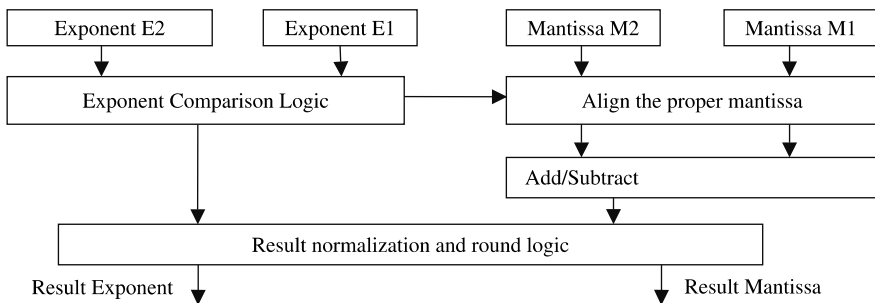 Exponent E2
Exponent E1
Mantissa M2
Mantissa M1
Exponent Comparison Logic
Align the proper mantissa
Add/Subtract
Result normalization and round logic
Result Exponent
Result Mantissa